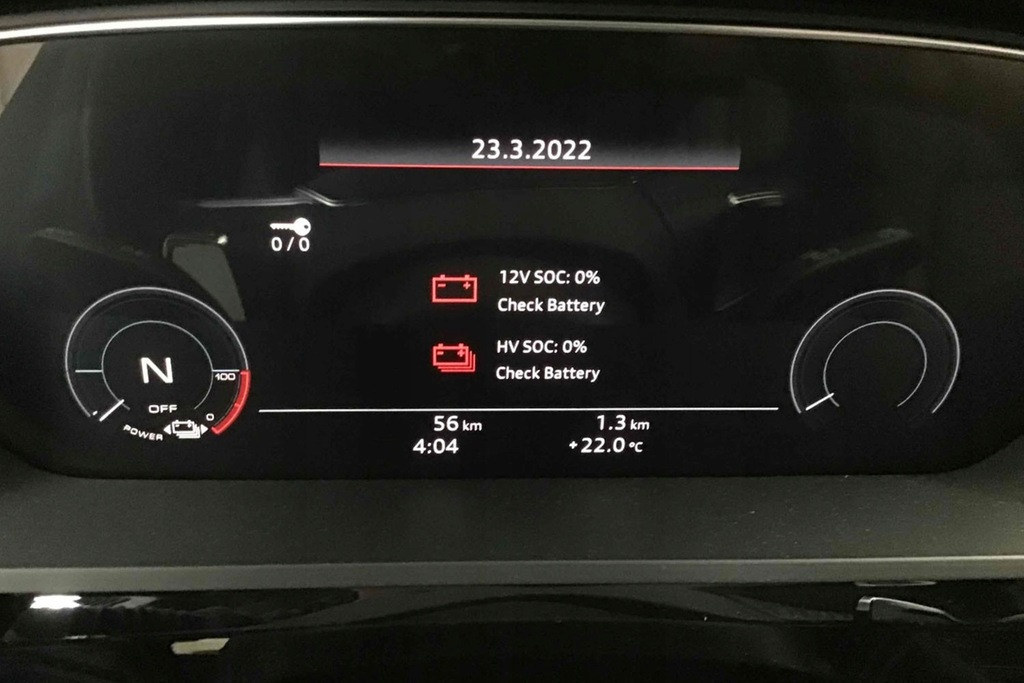 23.3.2022
0 / 0
12V SOC: 0%
Check Battery
HV SOC: 0%
Check Battery
N
100
OFF
0
POWER
56 km
1.3 km
4:04
+22.0 °C